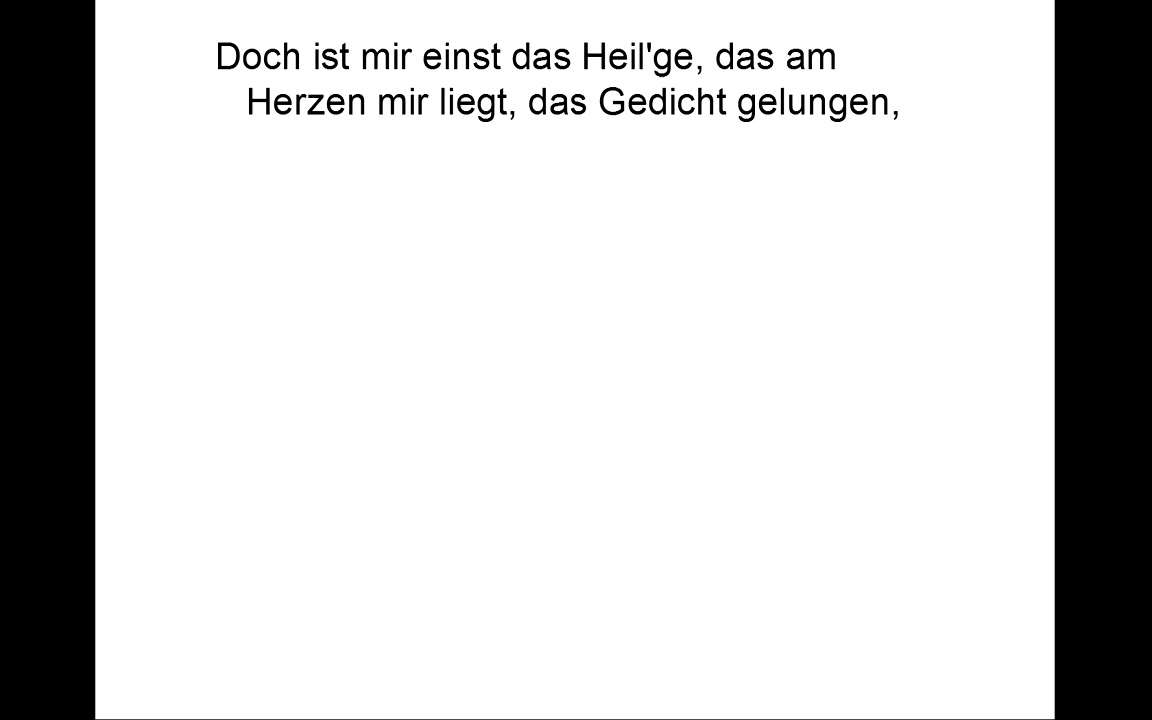 Doch ist mir einst das Heil'ge, das am
Herzen mir liegt, das Gedicht gelungen,